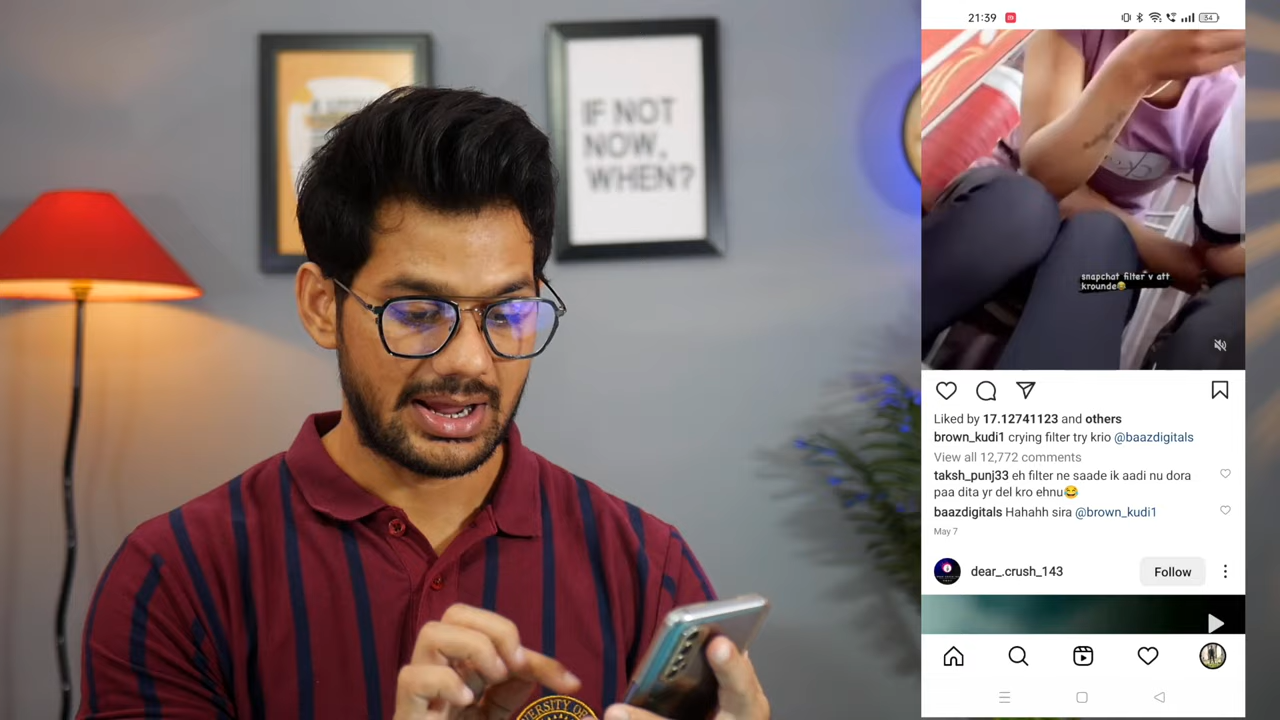 IF NOT
NOW,
WHEN?
21:39
34
snapchat filter v att
krounde😂
Liked by 17.12741123 and others
brown_kudi1 crying filter try krio @baazdigitals
View all 12,772 comments
taksh_punj33 eh filter ne saade ik aadi nu dora
paa dita yr del kro ehnu😂
baazdigitals Hahahh sira @brown_kudi1
May 7
dear_.crush_143
Follow